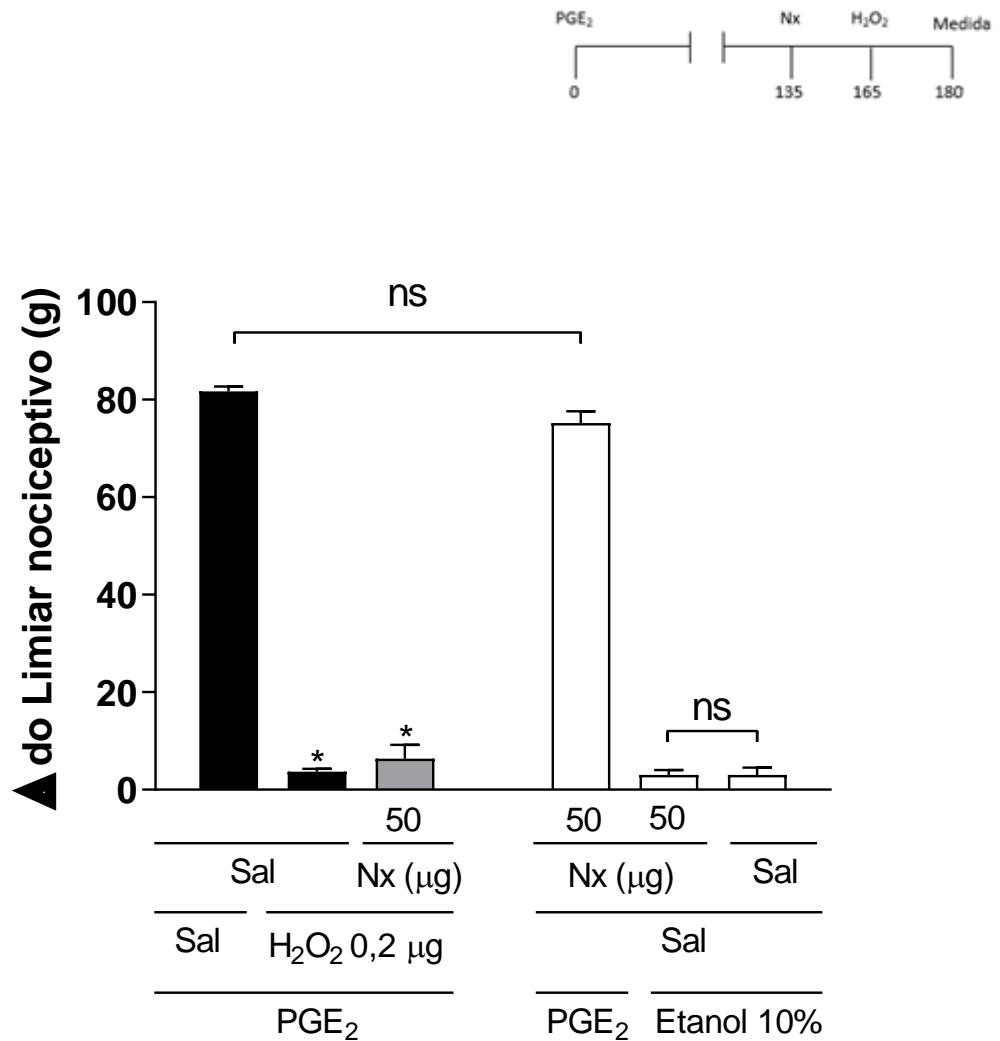 PGE₂ Nx H₂O₂ Medida
0 135 165 180
ns
100
80
60
40
20
0
▲ do Limiar nociceptivo (g)
ns
* *
50 50 50
Sal Nx (µg) Nx (µg) Sal
Sal H₂O₂ 0,2 µg Sal
PGE₂ PGE₂ Etanol 10%